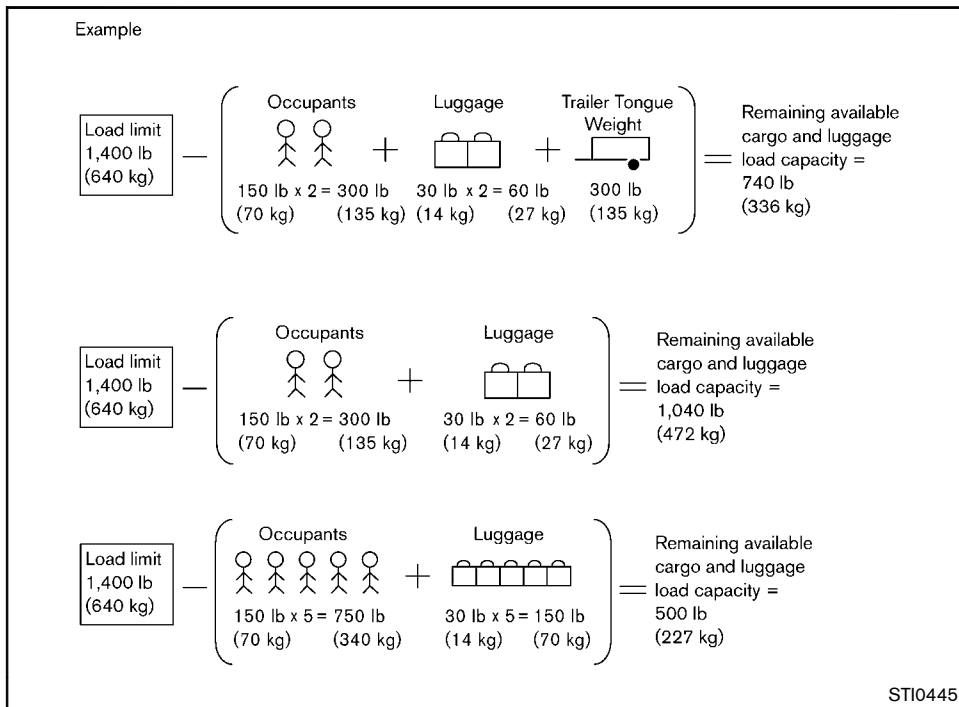 Example
Occupants
Luggage
Trailer Tongue
Weight
Load limit
1,400 lb
(640 kg)
150 lb x 2 = 300 lb
(70 kg) (135 kg)
30 lb x 2 = 60 lb
(14 kg) (27 kg)
300 lb
(135 kg)
Remaining available
cargo and luggage
load capacity =
740 lb
(336 kg)
Occupants
Luggage
Load limit
1,400 lb
(640 kg)
150 lb x 2 = 300 lb
(70 kg) (135 kg)
30 lb x 2 = 60 lb
(14 kg) (27 kg)
Remaining available
cargo and luggage
load capacity =
1,040 lb
(472 kg)
Occupants
Luggage
Load limit
1,400 lb
(640 kg)
150 lb x 5 = 750 lb
(70 kg) (340 kg)
30 lb x 5 = 150 lb
(14 kg) (70 kg)
Remaining available
cargo and luggage
load capacity =
500 lb
(227 kg)
STI0445